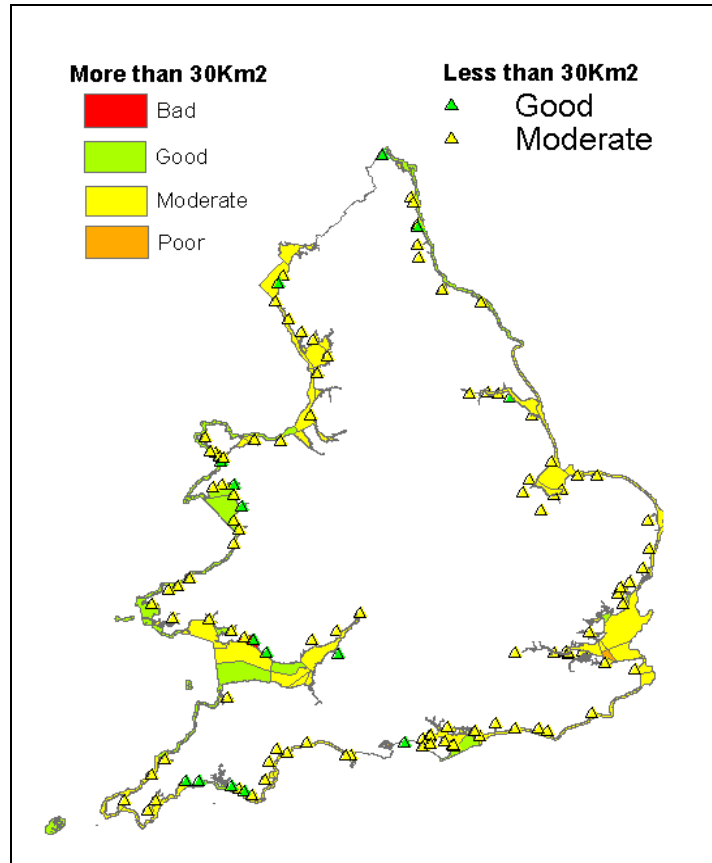 More than 30Km2
Bad
Good
Moderate
Poor
Less than 30Km2
Good
Moderate